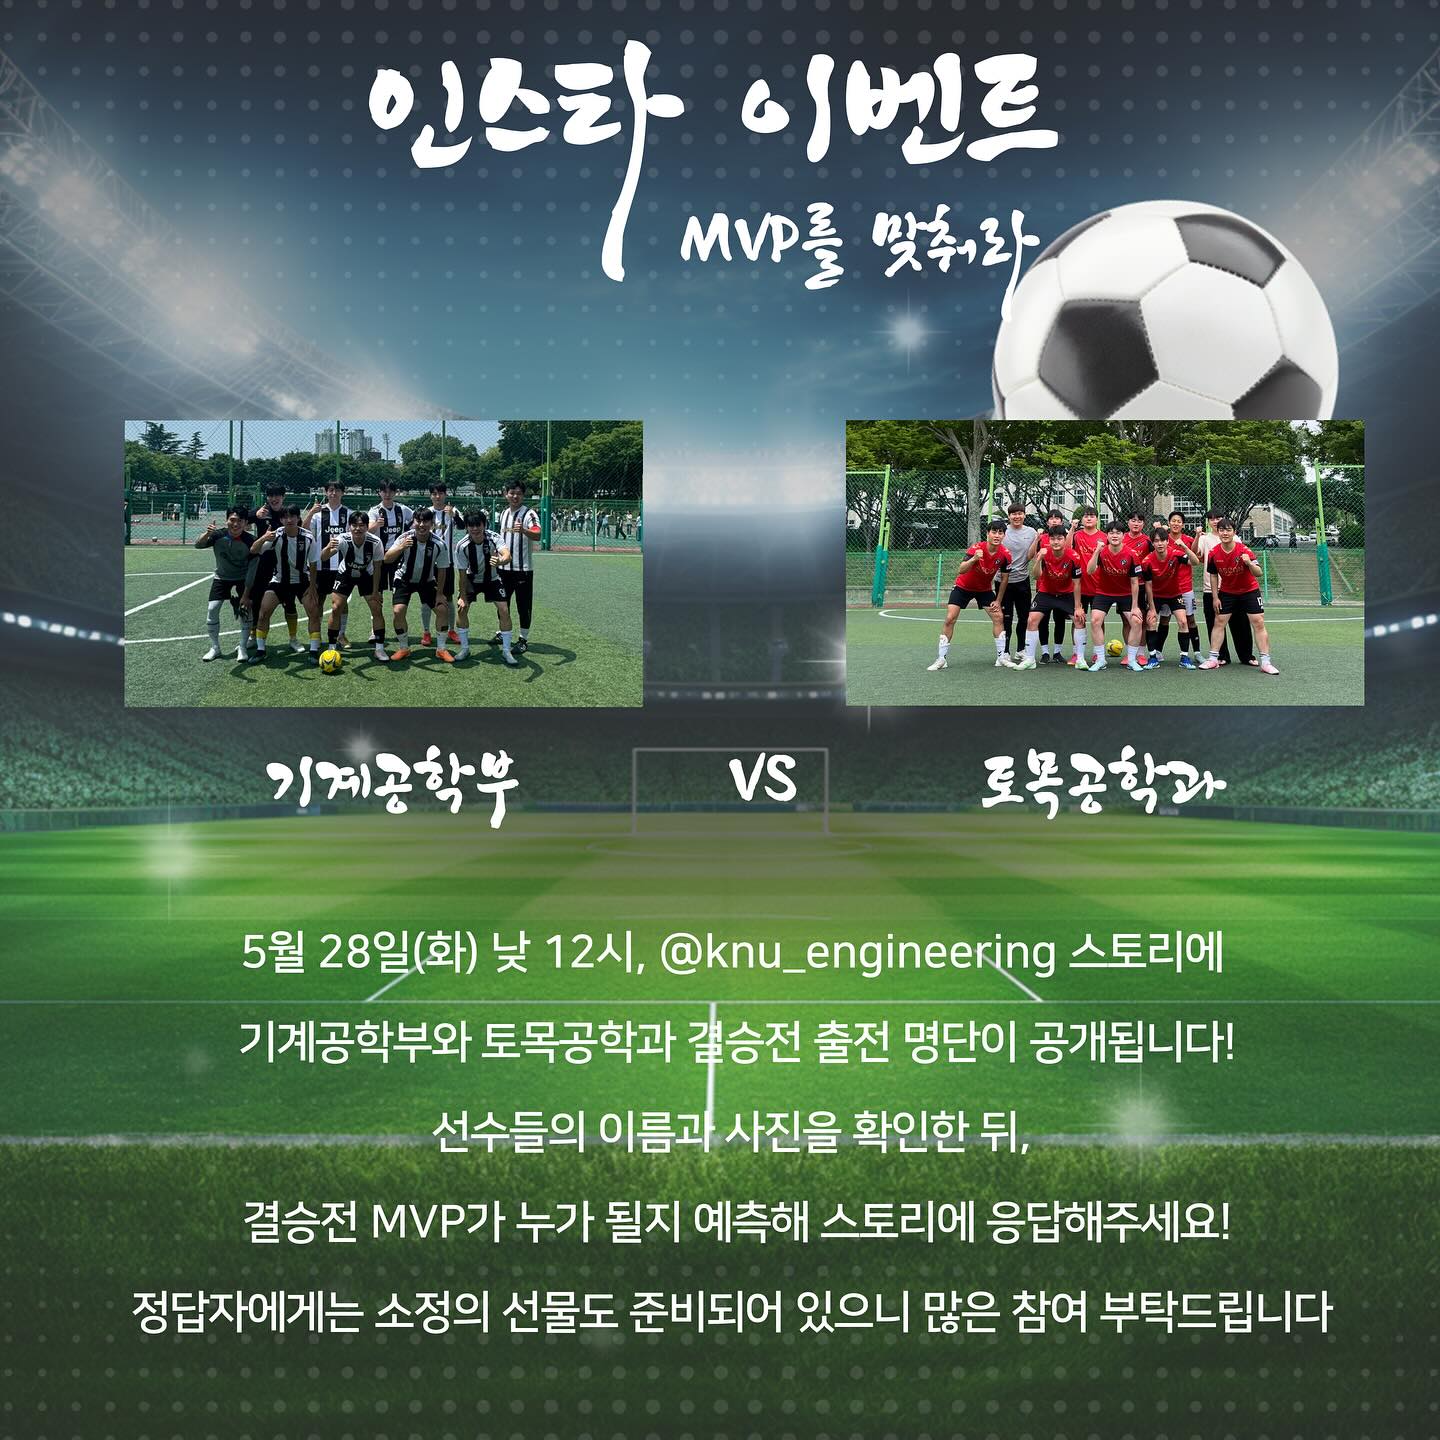 인스타 이벤트
MVP를 맞춰라
Jeep
Jeep
17
9
기계공학부 VS 토목공학과
5월 28일(화) 낮 12시, @knu_engineering 스토리에
기계공학부와 토목공학과 결승전 출전 명단이 공개됩니다!
선수들의 이름과 사진을 확인한 뒤,
결승전 MVP가 누가 될지 예측해 스토리에 응답해주세요!
정답자에게는 소정의 선물도 준비되어 있으니 많은 참여 부탁드립니다